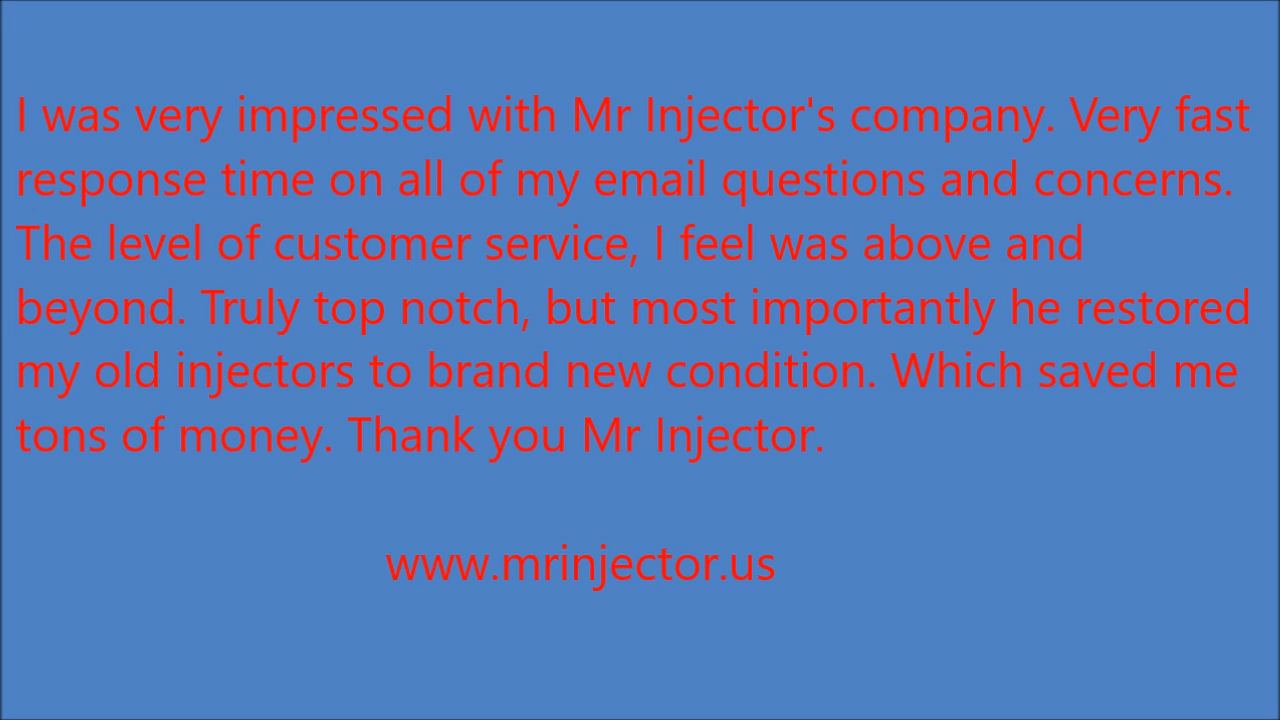 I was very impressed with Mr Injector's company. Very fast
response time on all of my email questions and concerns.
The level of customer service, I feel was above and
beyond. Truly top notch, but most importantly he restored
my old injectors to brand new condition. Which saved me
tons of money. Thank you Mr Injector.
www.mrinjector.us